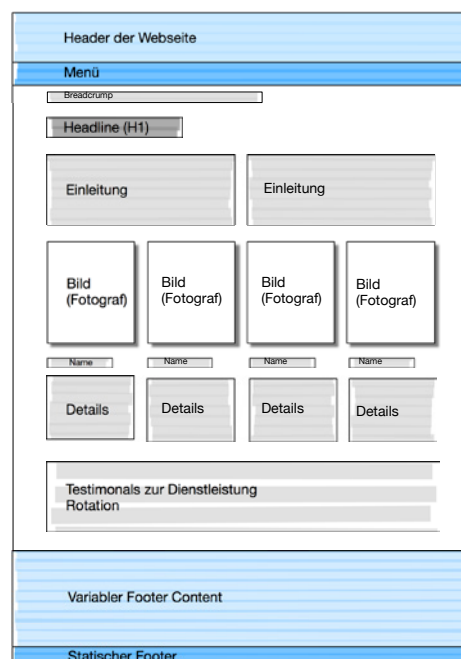 Header der Webseite
Menü
Breadcrump
Headline (H1)
Einleitung Einleitung
Bild Bild Bild Bild
(Fotograf) (Fotograf) (Fotograf) (Fotograf)
Name Name Name Name
Details Details Details Details
Testimonals zur Dienstleistung
Rotation
Variabler Footer Content
Statischer Footer